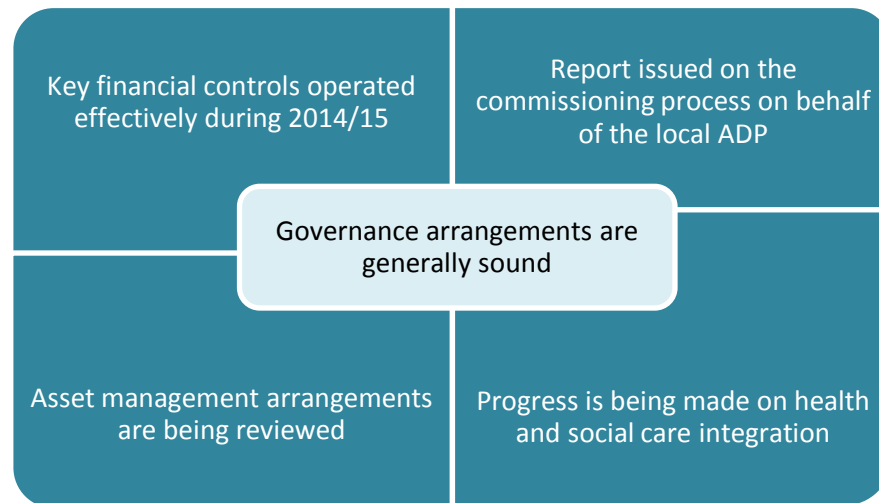 Key financial controls operated
effectively during 2014/15
Report issued on the
commissioning process on behalf
of the local ADP
Governance arrangements are
generally sound
Asset management arrangements
are being reviewed
Progress is being made on health
and social care integration